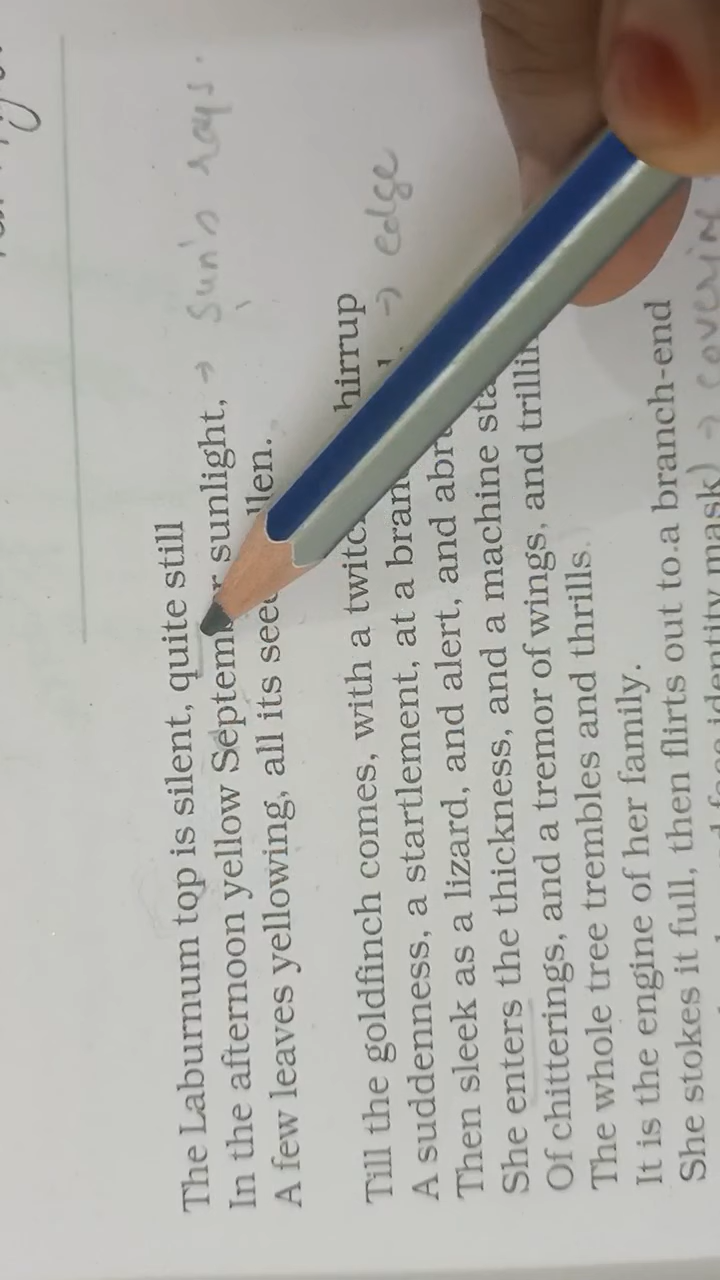 The Laburnum top is silent, quite still
In the afternoon yellow September sunlight, → sun's rays.
A few leaves yellowing, all its see llen.
Till the goldfinch comes, with a twitc hirrup
A suddenness, a startlement, at a bran → edge
Then sleek as a lizard, and alert, and abr
She enters the thickness, and a machine sta
Of chitterings, and a tremor of wings, and trillin
The whole tree trembles and thrills.
It is the engine of her family.
She stokes it full, then flirts out to a branch-end
face identity mask) → coverin